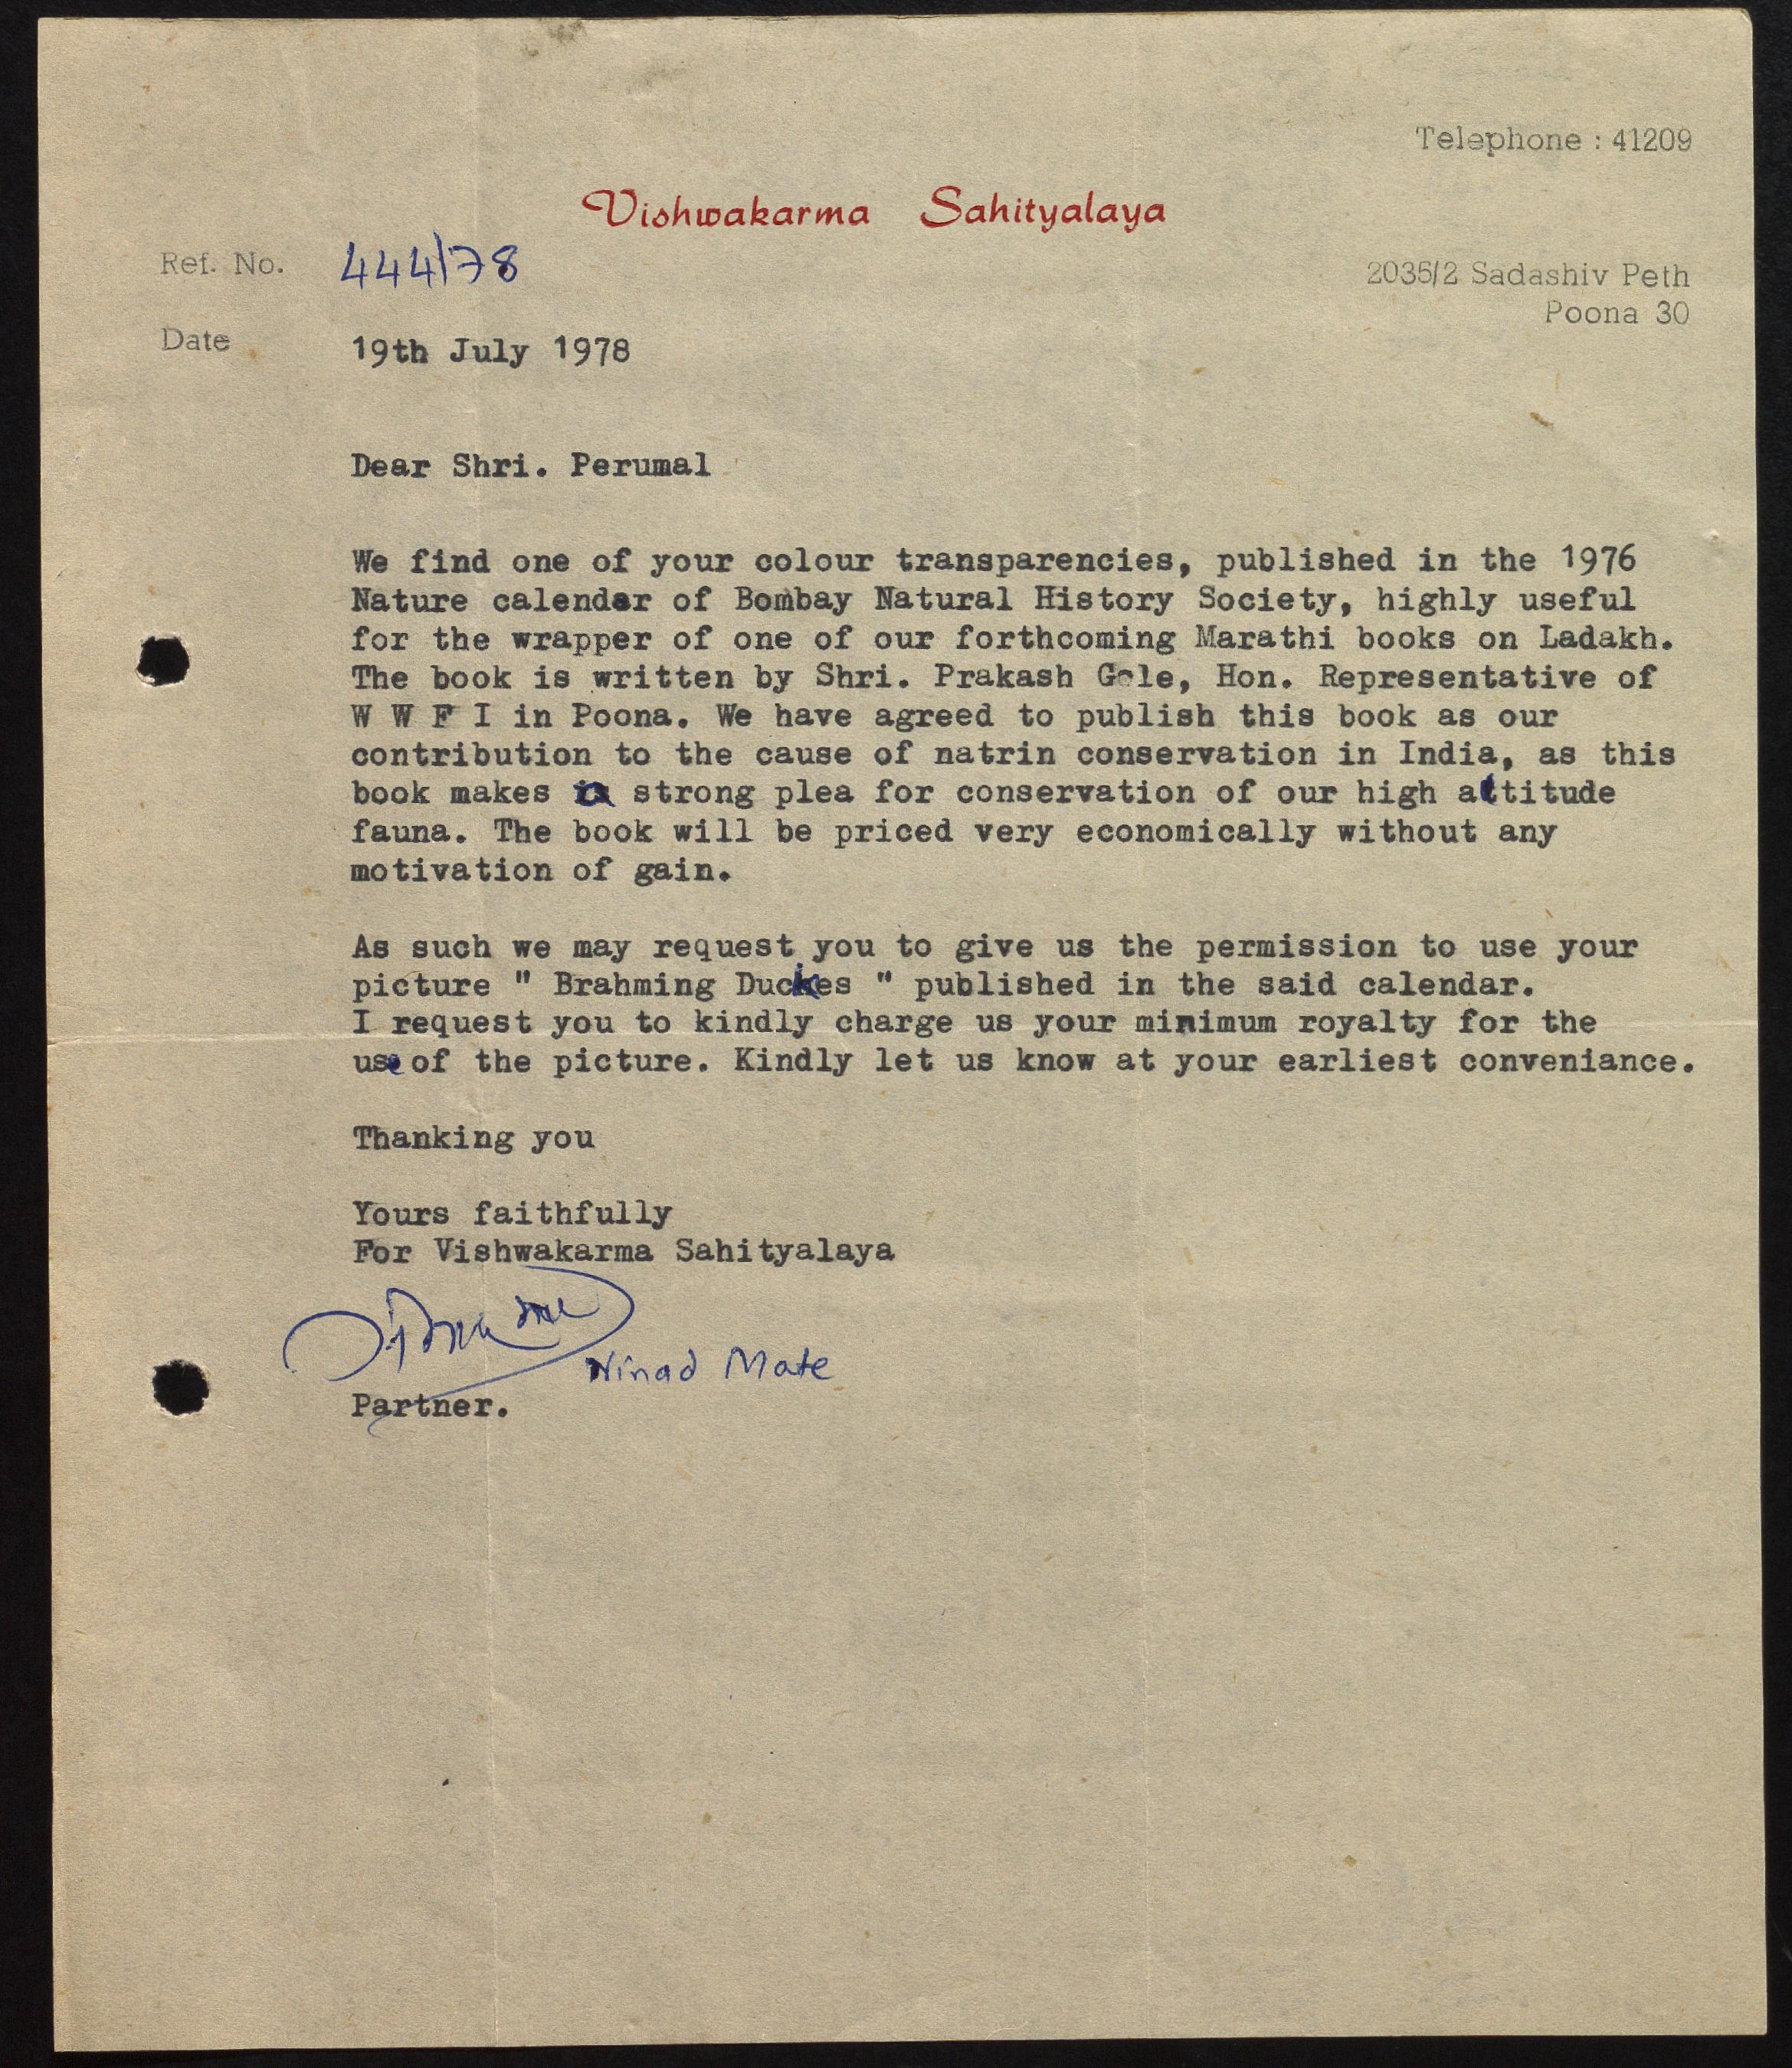 Telephone : 41209
Vishwakarma Sahityalaya
Ref. No. 444/78
2035/2 Sadashiv Peth
Poona 30
Date 19th July 1978
Dear Shri. Perumal
We find one of your colour transparencies, published in the 1976
Nature calender of Bombay Natural History Society, highly useful
for the wrapper of one of our forthcoming Marathi books on Ladakh.
The book is written by Shri. Prakash Gole, Hon. Representative of
W W F I in Poona. We have agreed to publish this book as our
contribution to the cause of natrin conservation in India, as this
book makes a strong plea for conservation of our high altitude
fauna. The book will be priced very economically without any
motivation of gain.
As such we may request you to give us the permission to use your
picture " Brahming Duckes " published in the said calendar.
I request you to kindly charge us your minimum royalty for the
use of the picture. Kindly let us know at your earliest conveniance.
Thanking you
Yours faithfully
For Vishwakarma Sahityalaya
Ninad Mate
Partner.